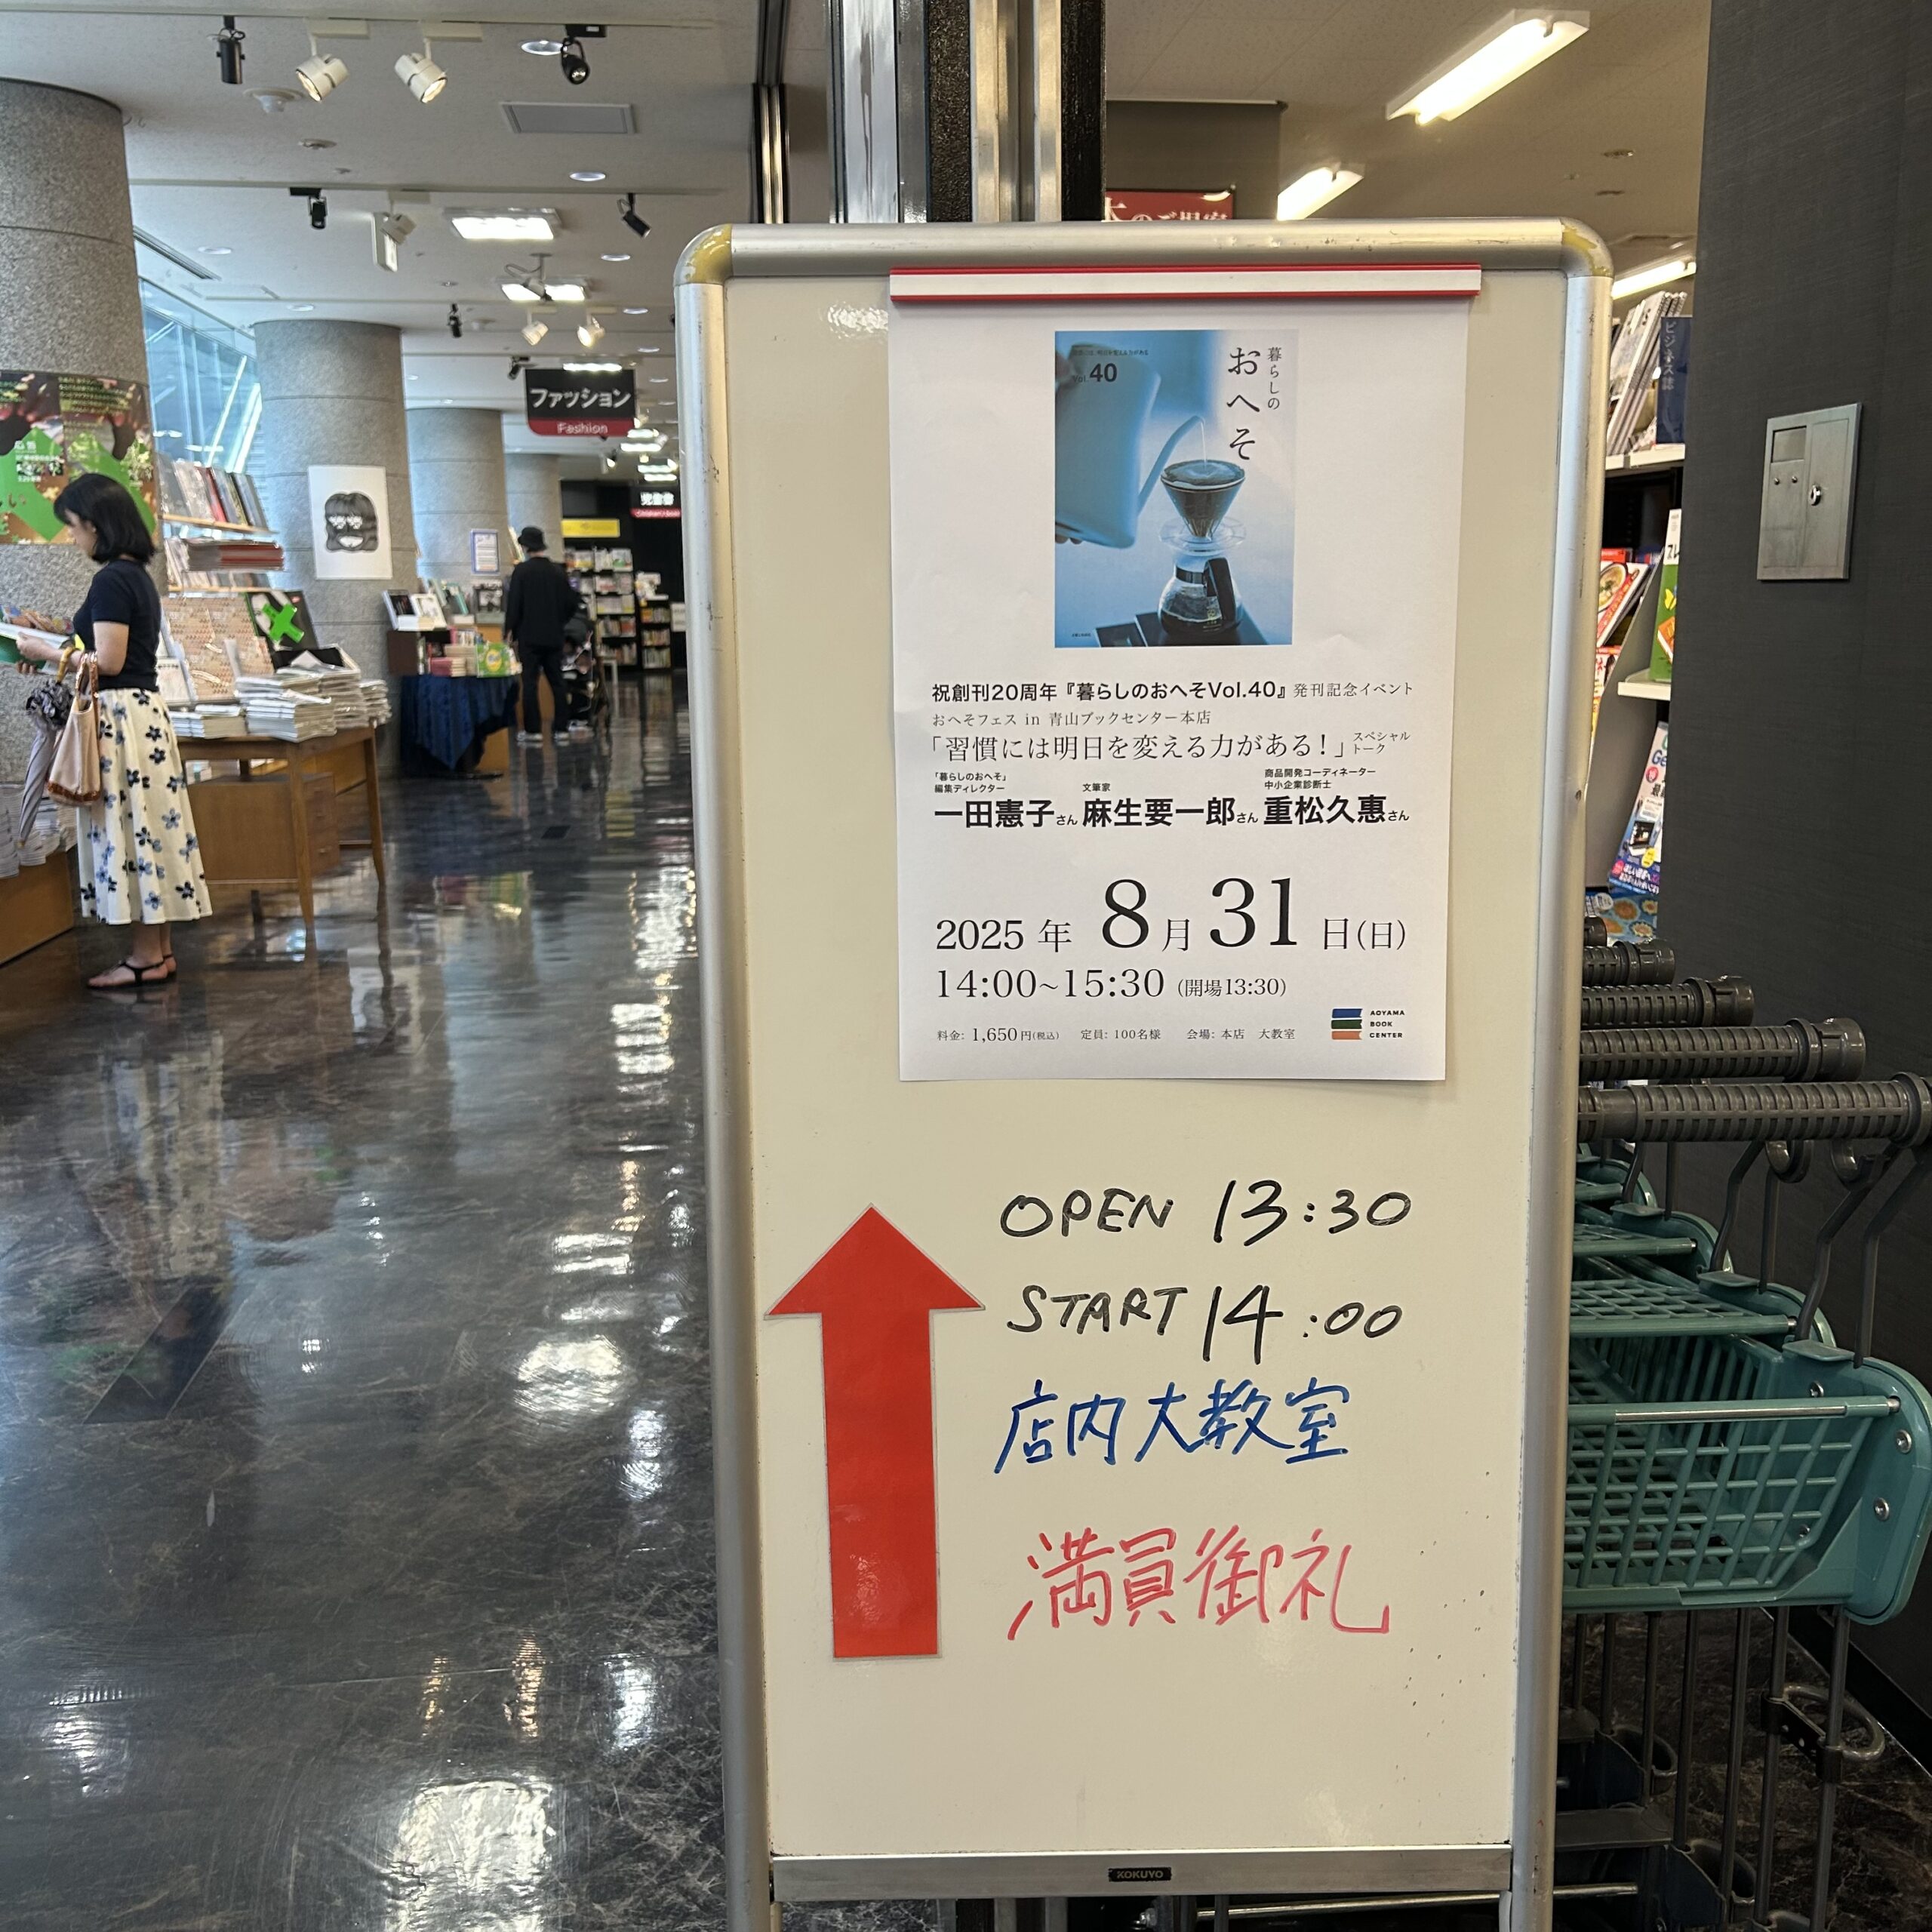 ファッション
Fashion
Vol.40
暮らしの
おへそ
祝創刊20周年『暮らしのおへそVol.40』発刊記念イベント
おへそフェス in 青山ブックセンター本店
「習慣には明日を変える力がある!」スペシャルトーク
「暮らしのおへそ」編集ディレクター 文筆家 商品開発コーディネーター 中小企業診断士
一田憲子さん 麻生要一郎さん 重松久惠さん
2025年 8月31日(日)
14:00~15:30 (開場13:30)
料金: 1,650円(税込) 定員: 100名様 会場: 本店 大教室
AOYAMA
BOOK
CENTER
OPEN 13:30
START 14:00
店内大教室
満員御礼
KOKUYO
ビジネス誌